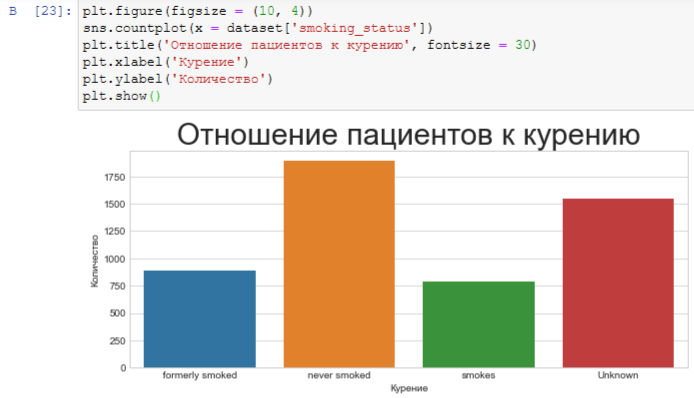 В [23]: plt.figure(figsize = (10, 4))
sns.countplot(x = dataset['smoking_status'])
plt.title('Отношение пациентов к курению', fontsize = 30)
plt.xlabel('Курение')
plt.ylabel('Количество')
plt.show()
Отношение пациентов к курению
Количество
1750
1500
1250
1000
750
500
250
0
formerly smoked never smoked smokes Unknown
Курение